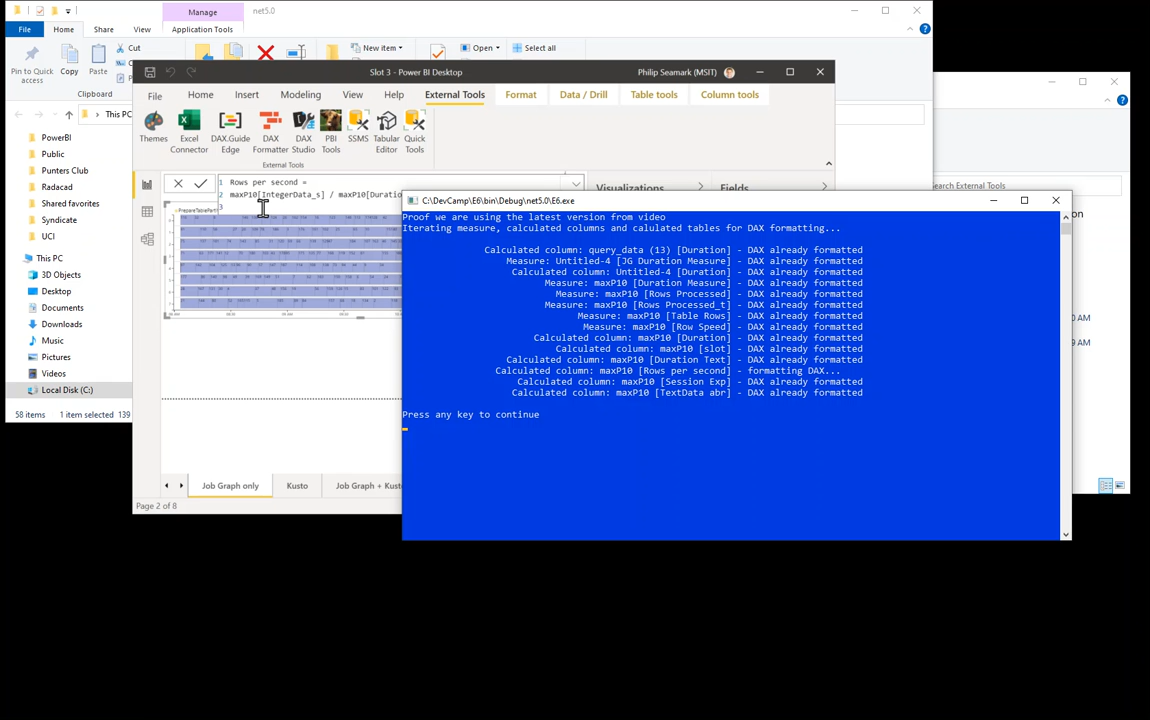 Manage
net5.0
File
Home
Share
View
Application Tools
Pin to Quick access
Copy
Paste
Cut
New item
Open
Select all
Clipboard
This PC
PowerBI
Public
Punters Club
Radacad
Shared favorites
Syndicate
UCI
This PC
3D Objects
Desktop
Documents
Downloads
Music
Pictures
Videos
Local Disk (C:)
58 items
1 item selected 139
Slot 3 - Power BI Desktop
Philip Seamark (MSIT)
File
Home
Insert
Modeling
View
Help
External Tools
Format
Data / Drill
Table tools
Column tools
Themes
Excel Connector
DAX.Guide Edge
DAX Formatter
DAX Studio
PBI Tools
SSMS
Tabular Editor
Quick Tools
External Tools
1 Rows per second =
2 maxP10[IntegerData_s] / maxP10[Duratio
3
Visualizations
Fields
Job Graph only
Kusto
Job Graph + Kust
Page 2 of 8
earch External Tools
on
0 AM
9 AM
C:\DevCamp\E6\bin\Debug\net5.0\E6.exe
Proof we are using the latest version from video
Iterating measure, calculated columns and calulated tables for DAX formatting...
Calculated column: query_data (13) [Duration] - DAX already formatted
Measure: Untitled-4 [JG Duration Measure] - DAX already formatted
Calculated column: Untitled-4 [Duration] - DAX already formatted
Measure: maxP10 [Duration Measure] - DAX already formatted
Measure: maxP10 [Rows Processed] - DAX already formatted
Measure: maxP10 [Rows Processed_t] - DAX already formatted
Measure: maxP10 [Table Rows] - DAX already formatted
Measure: maxP10 [Row Speed] - DAX already formatted
Calculated column: maxP10 [Duration] - DAX already formatted
Calculated column: maxP10 [slot] - DAX already formatted
Calculated column: maxP10 [Duration Text] - DAX already formatted
Calculated column: maxP10 [Rows per second] - formatting DAX...
Calculated column: maxP10 [Session Exp] - DAX already formatted
Calculated column: maxP10 [TextData abr] - DAX already formatted
Press any key to continue